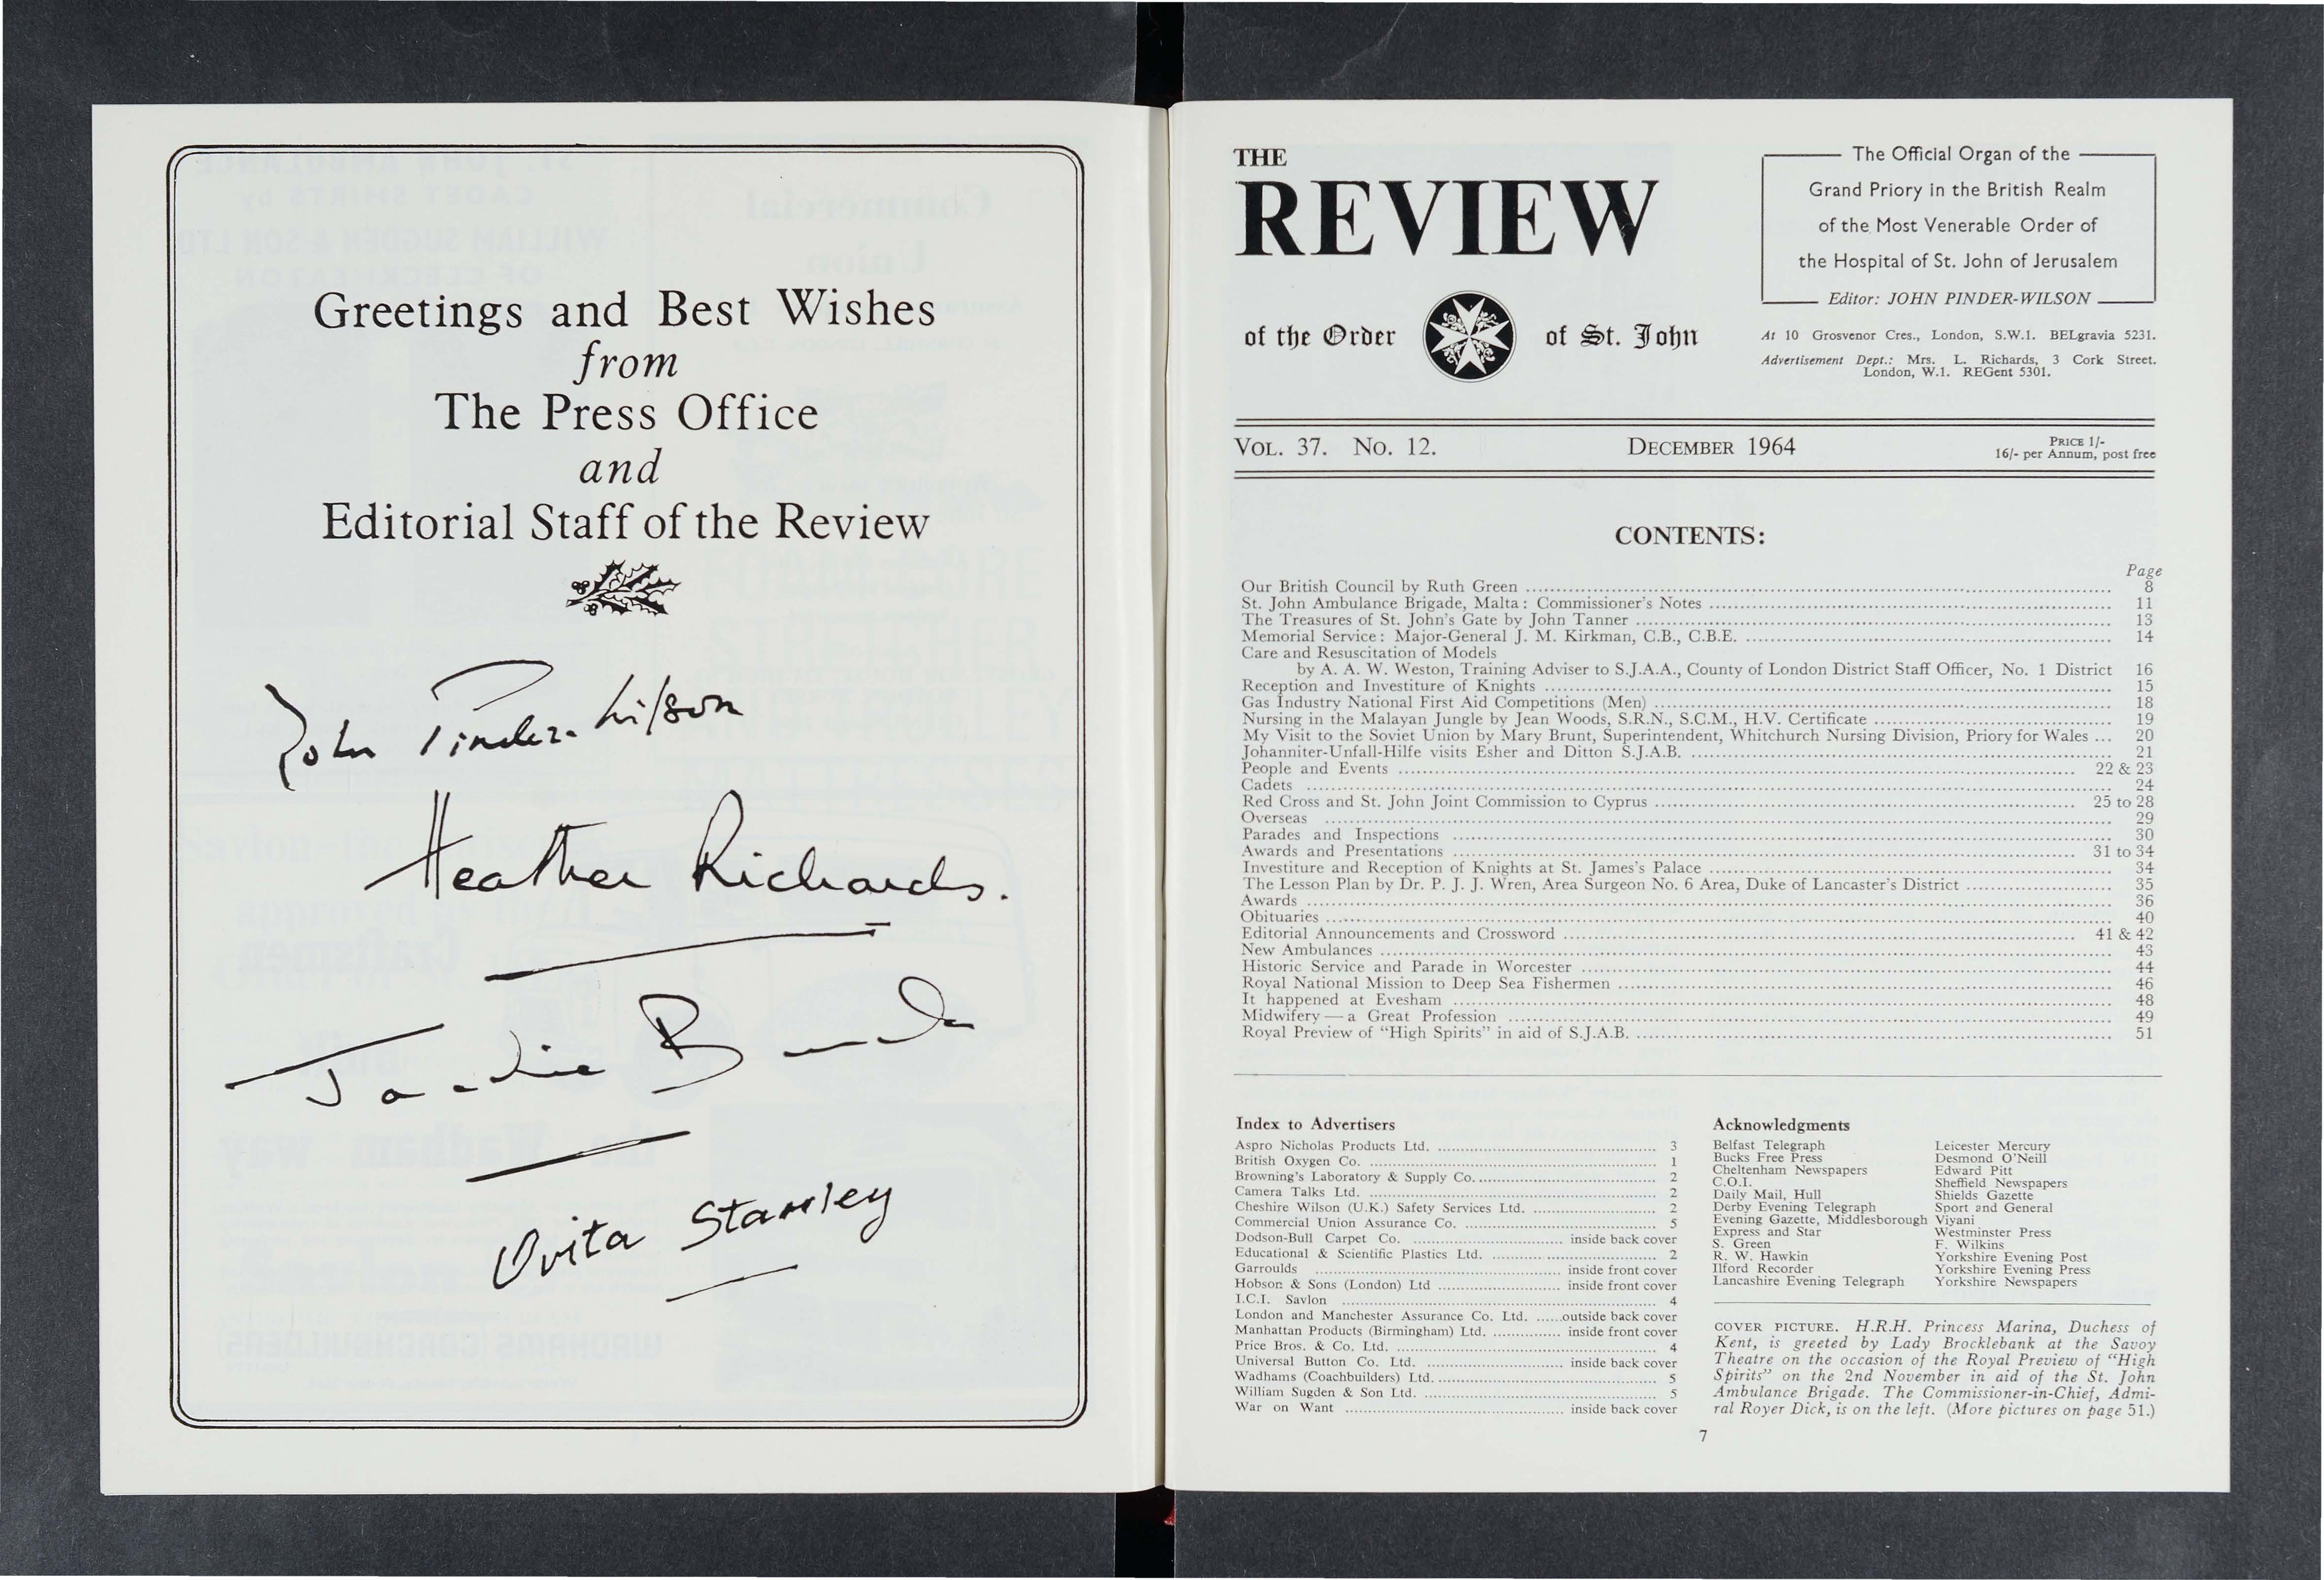 Greetings and Best Wishes
from
The Press Office
and
Editorial Staff of the Review
John Pinder-Wilson
Heather Richards.
Jackie
Ovita Stanley
THE
REVIEW
of the Order of St. John
The Official Organ of the
Grand Priory in the British Realm
of the Most Venerable Order of
the Hospital of St. John of Jerusalem
Editor: JOHN PINDER-WILSON
At 10 Grosvenor Cres., London, S.W.1. BELgravia 5231.
Advertisement Dept.: Mrs. L. Richards, 3 Cork Street.
London, W.1. REGent 5301.
VOL. 37. No. 12. DECEMBER 1964
PRICE 1/-
16/- per Annum, post free
CONTENTS:
Page
Our British Council by Ruth Green 8
St. John Ambulance Brigade, Malta: Commissioner's Notes 11
The Treasures of St. John's Gate by John Tanner 13
Memorial Service: Major-General J. M. Kirkman, C.B., C.B.E. 14
Care and Resuscitation of Models
by A. A. W. Weston, Training Adviser to S.J.A.A., County of London District Staff Officer, No. 1 District 16
Reception and Investiture of Knights 15
Gas Industry National First Aid Competitions (Men) 18
Nursing in the Malayan Jungle by Jean Woods, S.R.N., S.C.M., H.V. Certificate 19
My Visit to the Soviet Union by Mary Brunt, Superintendent, Whitchurch Nursing Division, Priory for Wales ... 20
Johanniter-Unfall-Hilfe visits Esher and Ditton S.J.A.B. 21
People and Events 22 & 23
Cadets 24
Red Cross and St. John Joint Commission to Cyprus 25 to 28
Overseas 29
Parades and Inspections 30
Awards and Presentations 31 to 34
Investiture and Reception of Knights at St. James's Palace 34
The Lesson Plan by Dr. P. J. J. Wren, Area Surgeon No. 6 Area, Duke of Lancaster's District 35
Awards 36
Obituaries 40
Editorial Announcements and Crossword 41 & 42
New Ambulances 43
Historic Service and Parade in Worcester 44
Royal National Mission to Deep Sea Fishermen 46
It happened at Evesham 48
Midwifery — a Great Profession 49
Royal Preview of "High Spirits" in aid of S.J.A.B. 51
Index to Advertisers
Aspro Nicholas Products Ltd. 3
British Oxygen Co. 1
Browning's Laboratory & Supply Co. 2
Camera Talks Ltd. 2
Cheshire Wilson (U.K.) Safety Services Ltd. 2
Commercial Union Assurance Co. 5
Dodson-Bull Carpet Co. inside back cover
Educational & Scientific Plastics Ltd. 2
Garroulds inside front cover
Hobson & Sons (London) Ltd inside front cover
I.C.I. Savlon 4
London and Manchester Assurance Co. Ltd. outside back cover
Manhattan Products (Birmingham) Ltd. inside front cover
Price Bros. & Co. Ltd. 4
Universal Button Co. Ltd. inside back cover
Wadhams (Coachbuilders) Ltd. 5
William Sugden & Son Ltd. 5
War on Want inside back cover
Acknowledgments
Belfast Telegraph
Bucks Free Press
Cheltenham Newspapers
C.O.I.
Daily Mail, Hull
Derby Evening Telegraph
Evening Gazette, Middlesborough
Express and Star
S. Green
R. W. Hawkin
Ilford Recorder
Lancashire Evening Telegraph
Leicester Mercury
Desmond O'Neill
Edward Pitt
Sheffield Newspapers
Shields Gazette
Sport and General
Viyani
Westminster Press
F. Wilkins
Yorkshire Evening Post
Yorkshire Evening Press
Yorkshire Newspapers
COVER PICTURE. H.R.H. Princess Marina, Duchess of
Kent, is greeted by Lady Brocklebank at the Savoy
Theatre on the occasion of the Royal Preview of "High
Spirits" on the 2nd November in aid of the St. John
Ambulance Brigade. The Commissioner-in-Chief, Admi-
ral Royer Dick, is on the left. (More pictures on page 51.)
7